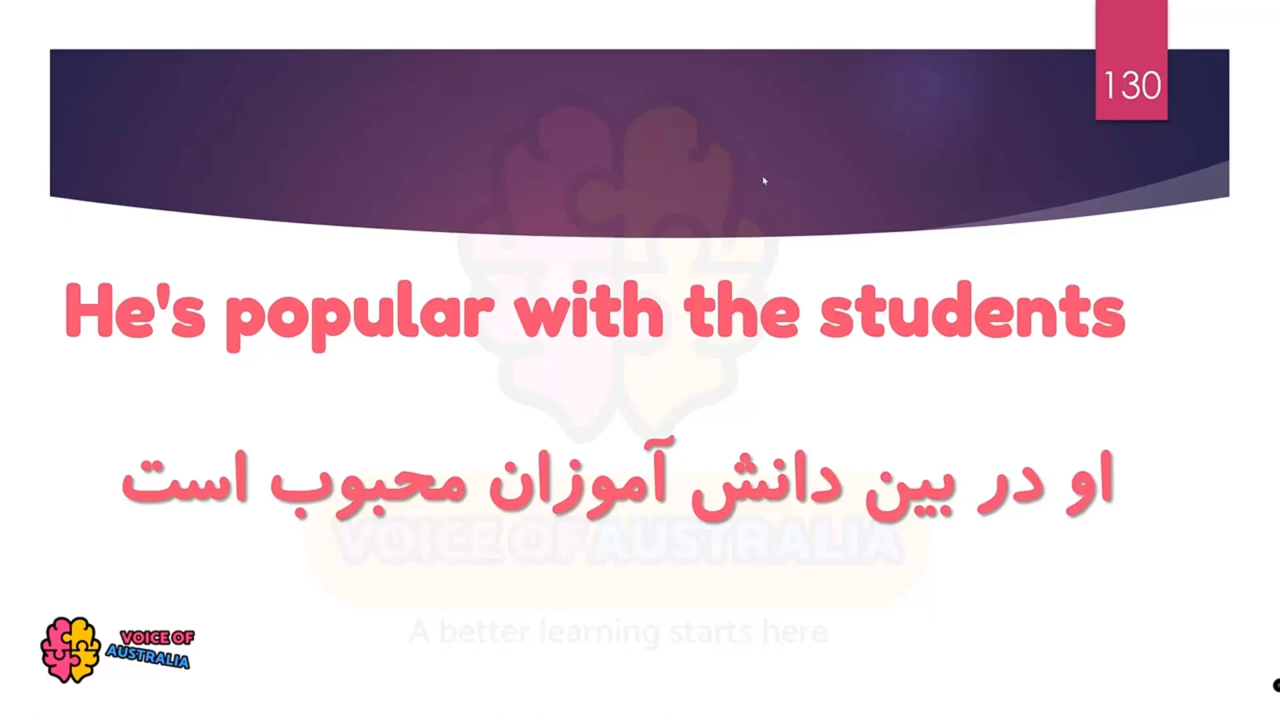 130
He's popular with the students
او در بین دانش آموزان محبوب است
VOICE OF AUSTRALIA
A better learning starts here
VOICE OF
AUSTRALIA